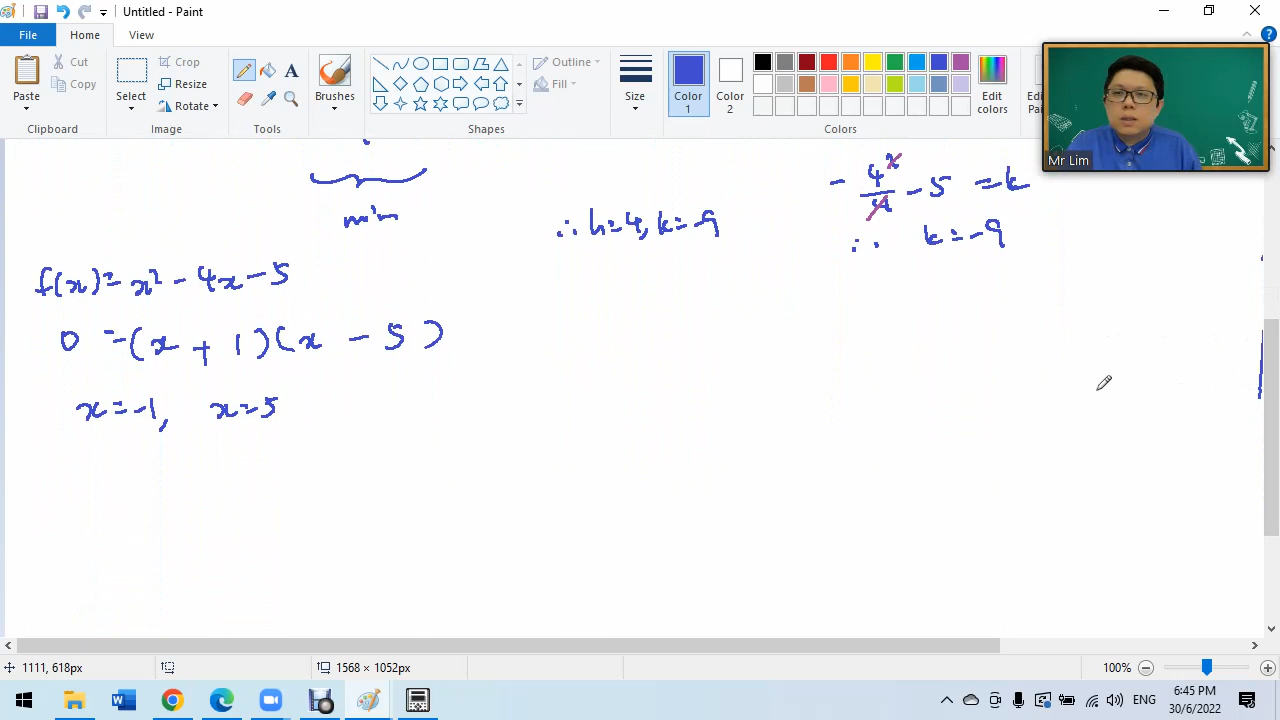 Untitled - Paint
File Home View
Paste
Cut
Copy
Clipboard
Select
Crop
Resize
Rotate
Image
A
Tools
Brushes
Outline
Fill
Shapes
Size
Color 1
Color 2
Edit colors
Colors
Mr Lim
min
∴ h=4, k=-9
- 4²/4 - 5 = k
∴ k=-9
f(x)= x² - 4x - 5
0 = (x + 1)(x - 5)
x = -1, x = 5
1111, 618px
1568 × 1052px
100%
ENG
6:45 PM
30/6/2022